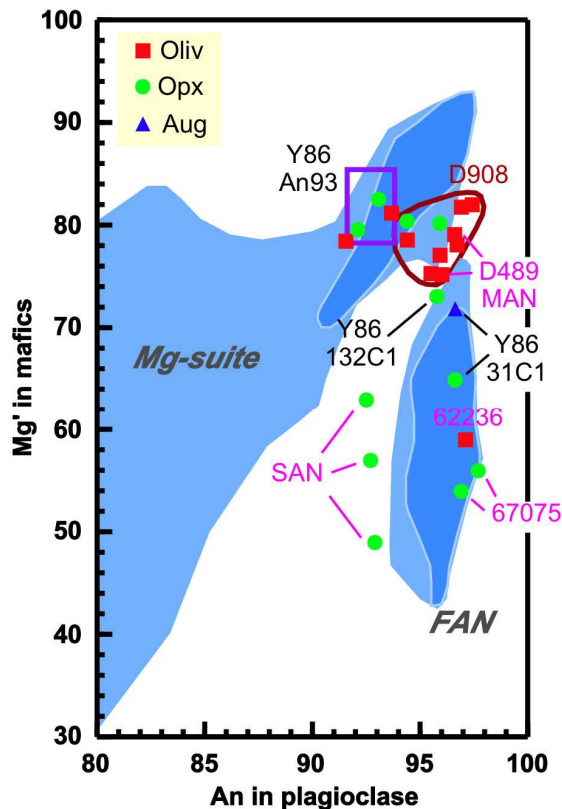 100
90
80
70
60
50
40
30
80
85
90
95
100
Mg' in mafics
An in plagioclase
Oliv
Opx
Aug
Y86
An93
D908
D489
MAN
Y86
132C1
Y86
31C1
Mg-suite
62236
SAN
67075
FAN